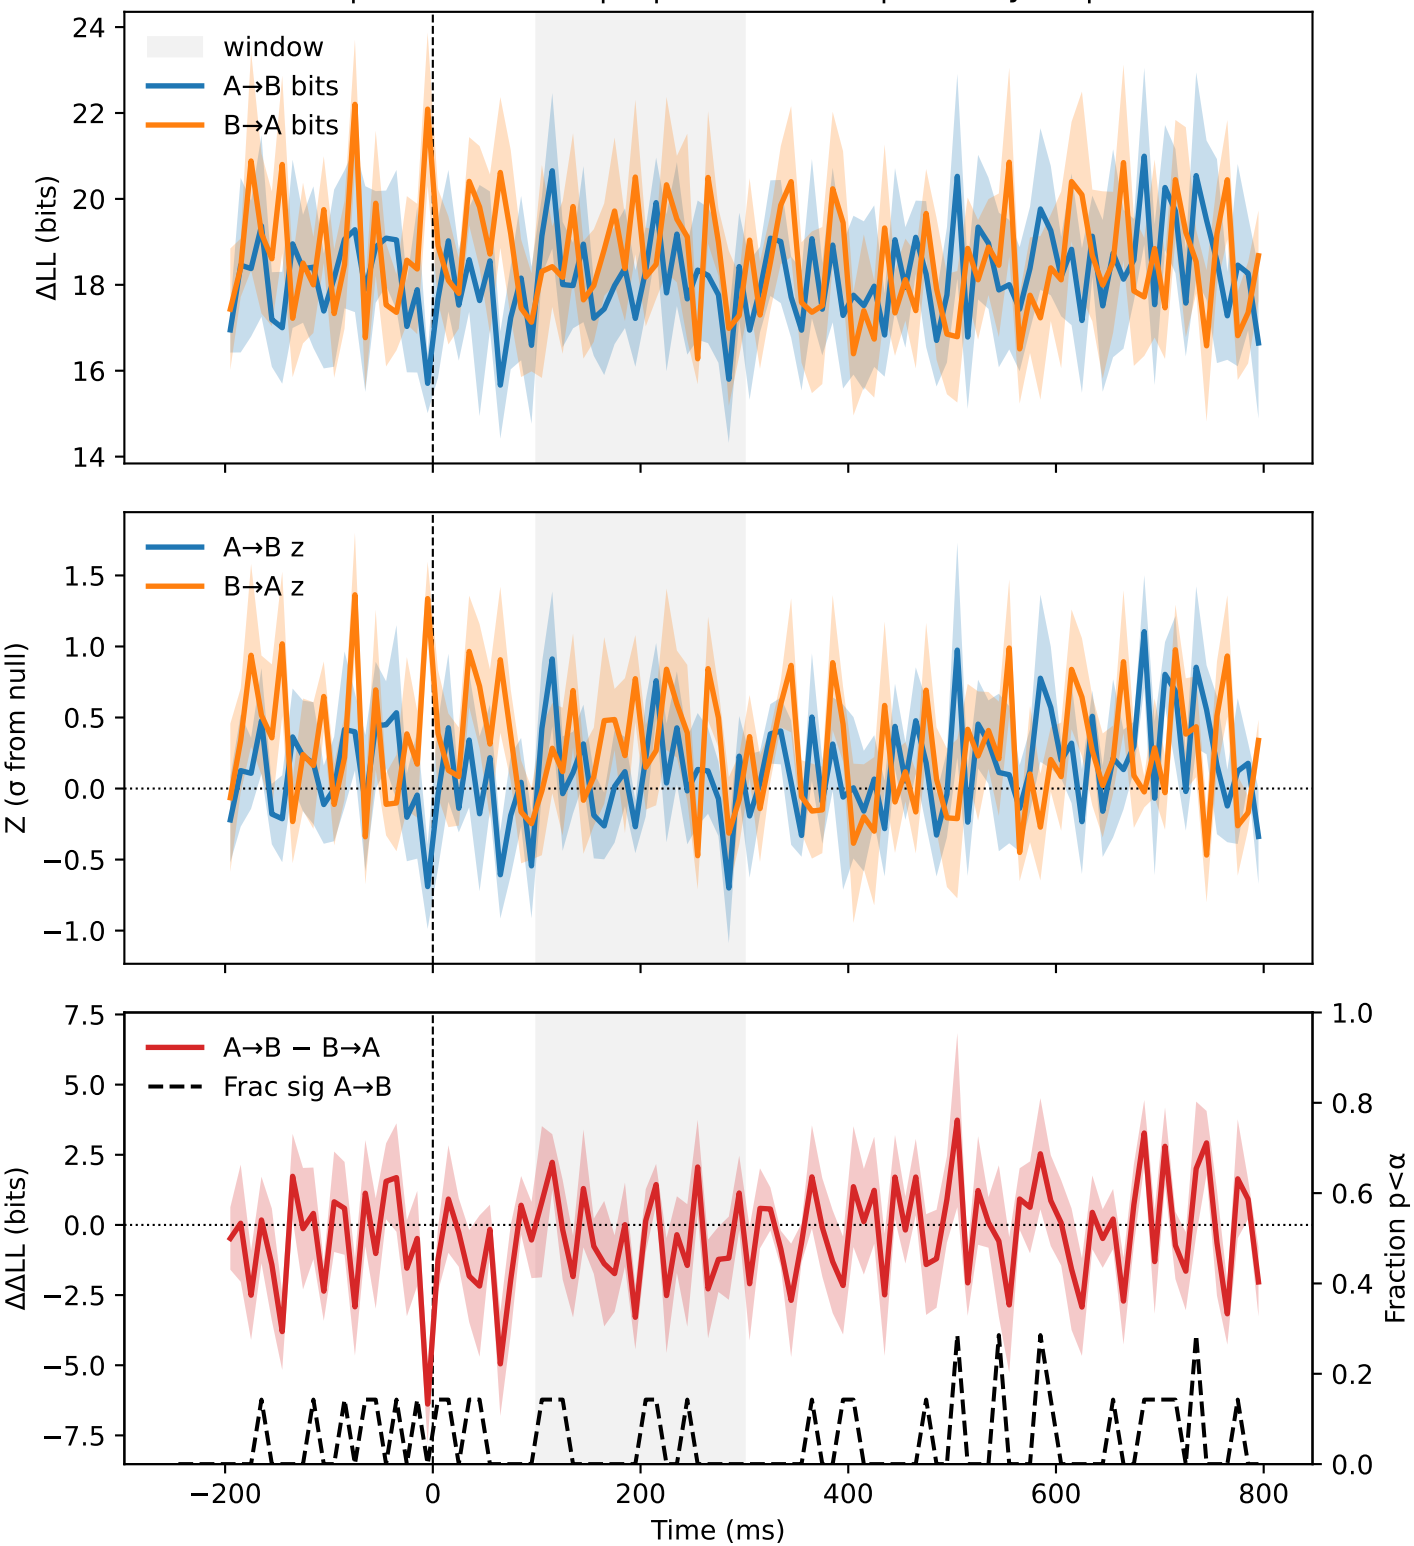 24
22
20
18
16
14
ΔLL (bits)
window
A→B bits
B→A bits
1.5
1.0
0.5
0.0
−0.5
−1.0
Z (σ from null)
A→B z
B→A z
7.5
5.0
2.5
0.0
−2.5
−5.0
−7.5
ΔΔLL (bits)
A→B − B→A
Frac sig A→B
1.0
0.8
0.6
0.4
0.2
0.0
Fraction p<α
−200 0 200 400 600 800
Time (ms)